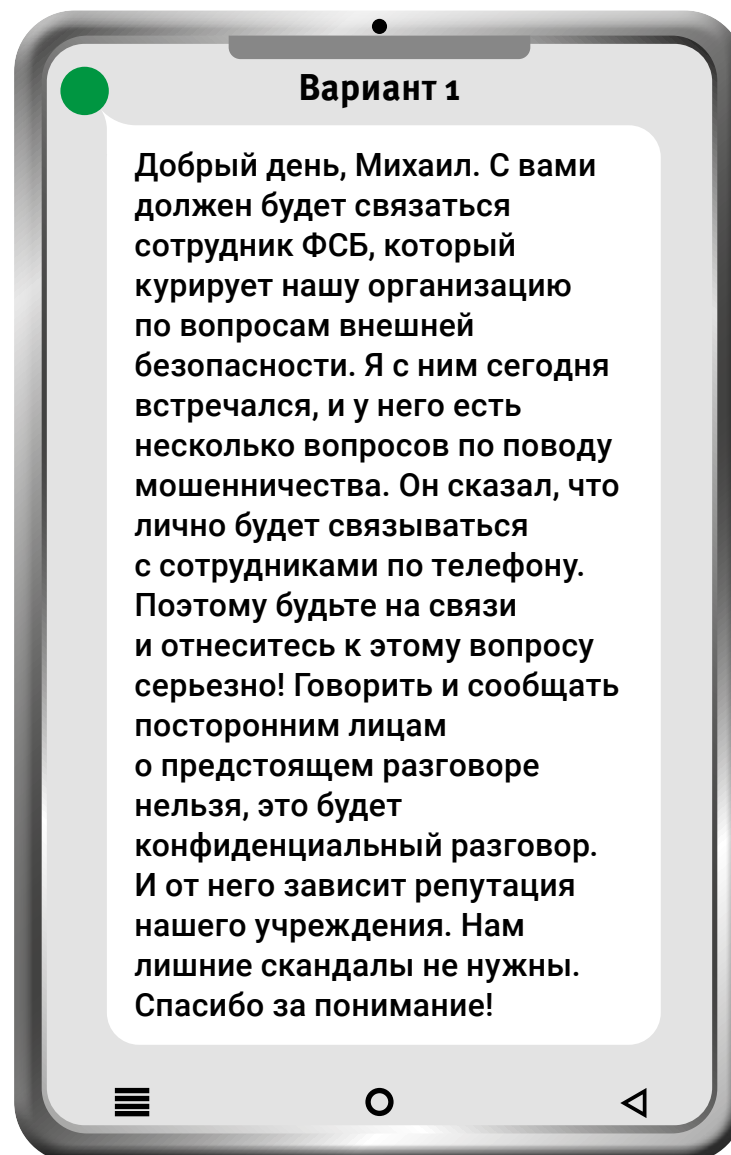 Вариант 1
Добрый день, Михаил. С вами
должен будет связаться
сотрудник ФСБ, который
курирует нашу организацию
по вопросам внешней
безопасности. Я с ним сегодня
встречался, и у него есть
несколько вопросов по поводу
мошенничества. Он сказал, что
лично будет связываться
с сотрудниками по телефону.
Поэтому будьте на связи
и отнеситесь к этому вопросу
серьезно! Говорить и сообщать
посторонним лицам
о предстоящем разговоре
нельзя, это будет
конфиденциальный разговор.
И от него зависит репутация
нашего учреждения. Нам
лишние скандалы не нужны.
Спасибо за понимание!